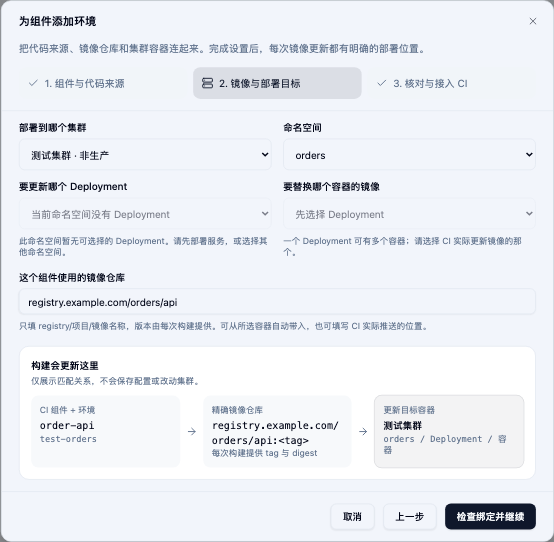 为组件添加环境
把代码来源、镜像仓库和集群容器连起来。完成设置后，每次镜像更新都有明确的部署位置。
1. 组件与代码来源
2. 镜像与部署目标
3. 核对与接入 CI
部署到哪个集群
命名空间
测试集群 · 非生产
orders
要更新哪个 Deployment
要替换哪个容器的镜像
当前命名空间没有 Deployment
先选择 Deployment
此命名空间暂无可选择的 Deployment。请先部署服务，或选择其
他命名空间。
一个 Deployment 可有多个容器；请选择 CI 实际更新镜像的那
个。
这个组件使用的镜像仓库
registry.example.com/orders/api
只填 registry/项目/镜像名称，版本由每次构建提供。可从所选容器自动带入，也可填写 CI 实际推送的位置。
构建会更新这里
仅展示匹配关系，不会保存配置或改动集群。
CI 组件 + 环境
order-api
test-orders
精确镜像仓库
registry.example.com/
orders/api:<tag>
每次构建提供 tag 与 digest
更新目标容器
测试集群
orders / Deployment / 容
器
取消
上一步
检查绑定并继续